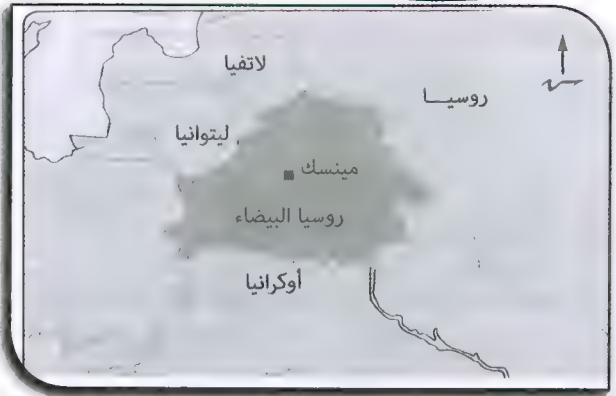 لاتفيا
روسيـــا
ليتوانيا
مينسك
روسيا البيضاء
أوكرانيا